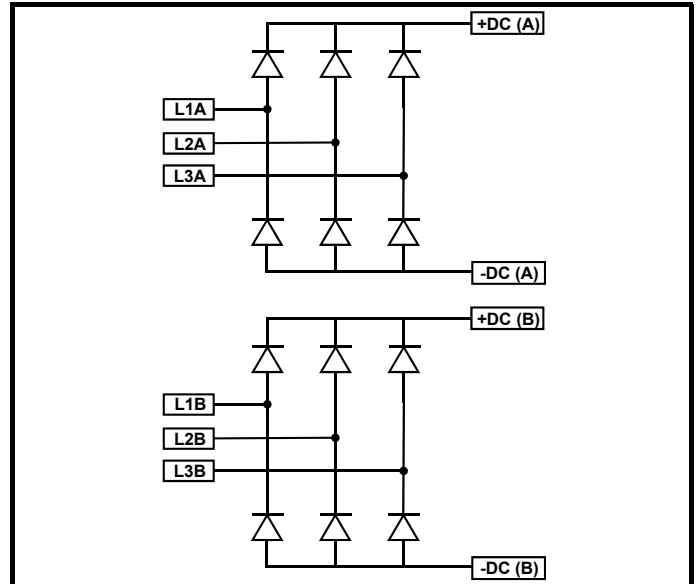 +DC (A)
L1A
L2A
L3A
-DC (A)
+DC (B)
L1B
L2B
L3B
-DC (B)